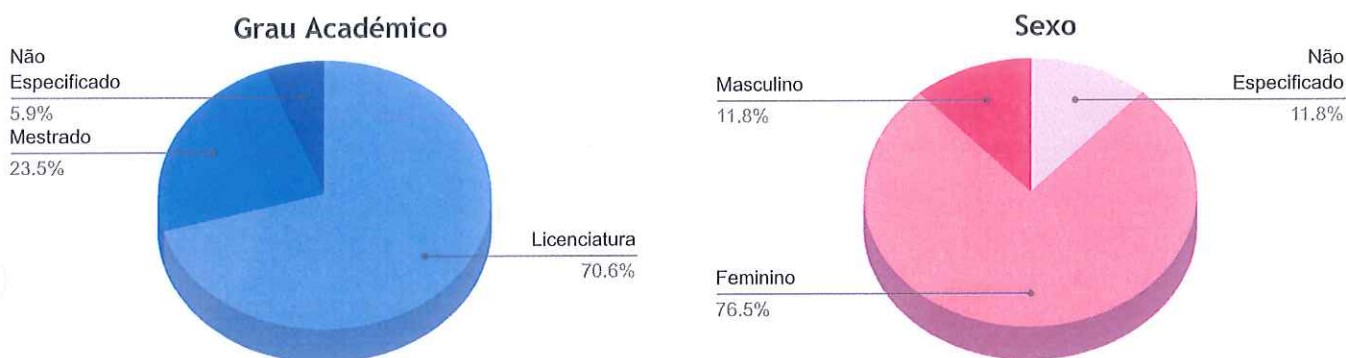 Grau Académico
Não
Especificado
5.9%
Mestrado
23.5%
Licenciatura
70.6%
Sexo
Masculino
11.8%
Não
Especificado
11.8%
Feminino
76.5%